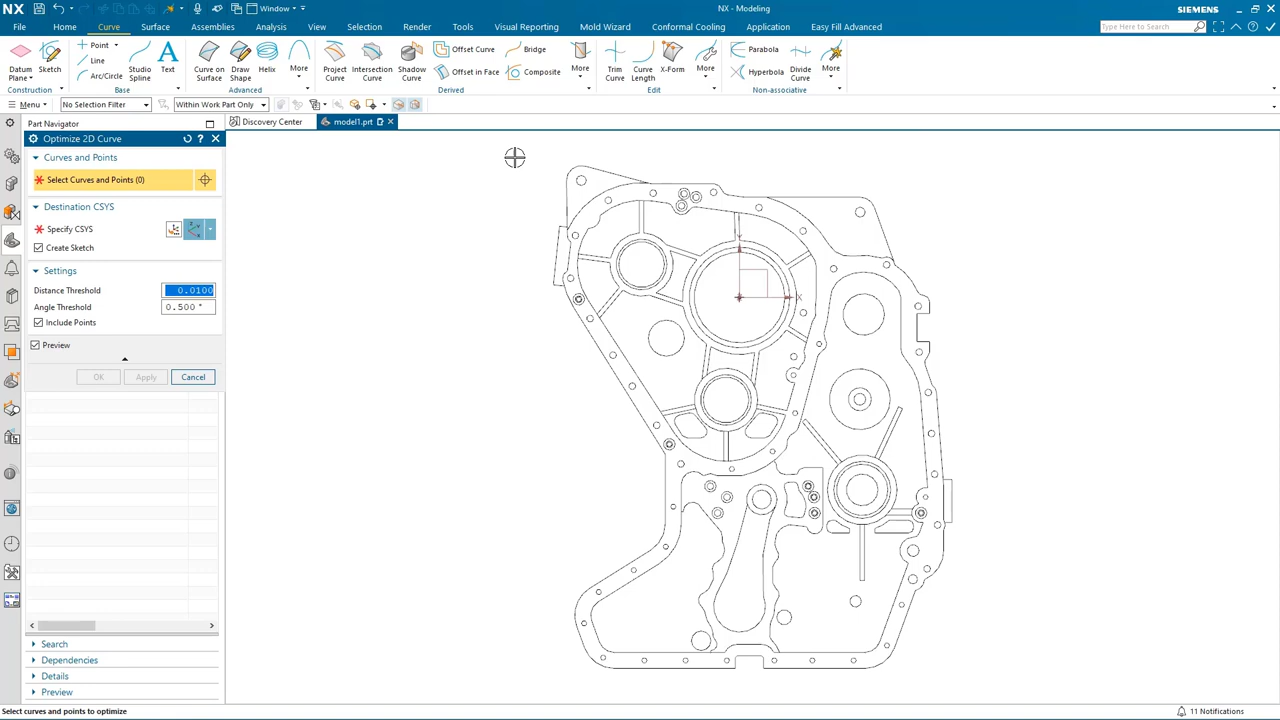 NX
Window
NX - Modeling
SIEMENS
File Home Curve Surface Assemblies Analysis View Selection Render Tools Visual Reporting Mold Wizard Conformal Cooling Application Easy Fill Advanced
Type Here to Search
Datum Plane
Sketch
Point
Line
Arc/Circle
Studio Spline
Text
Curve on Surface
Draw Shape
Helix
More
Project Curve
Intersection Curve
Shadow Curve
Offset Curve
Offset in Face
Bridge
Composite
More
Trim Curve
Curve Length
X-Form
More
Parabola
Hyperbola
Divide Curve
More
Construction
Base
Advanced
Derived
Edit
Non-associative
Menu
No Selection Filter
Within Work Part Only
Part Navigator
Discovery Center
model1.prt
Optimize 2D Curve
Curves and Points
* Select Curves and Points (0)
Destination CSYS
* Specify CSYS
Create Sketch
Settings
Distance Threshold 0.0100
Angle Threshold 0.500 °
Include Points
Preview
OK Apply Cancel
Y
X
Search
Dependencies
Details
Preview
Select curves and points to optimize
11 Notifications